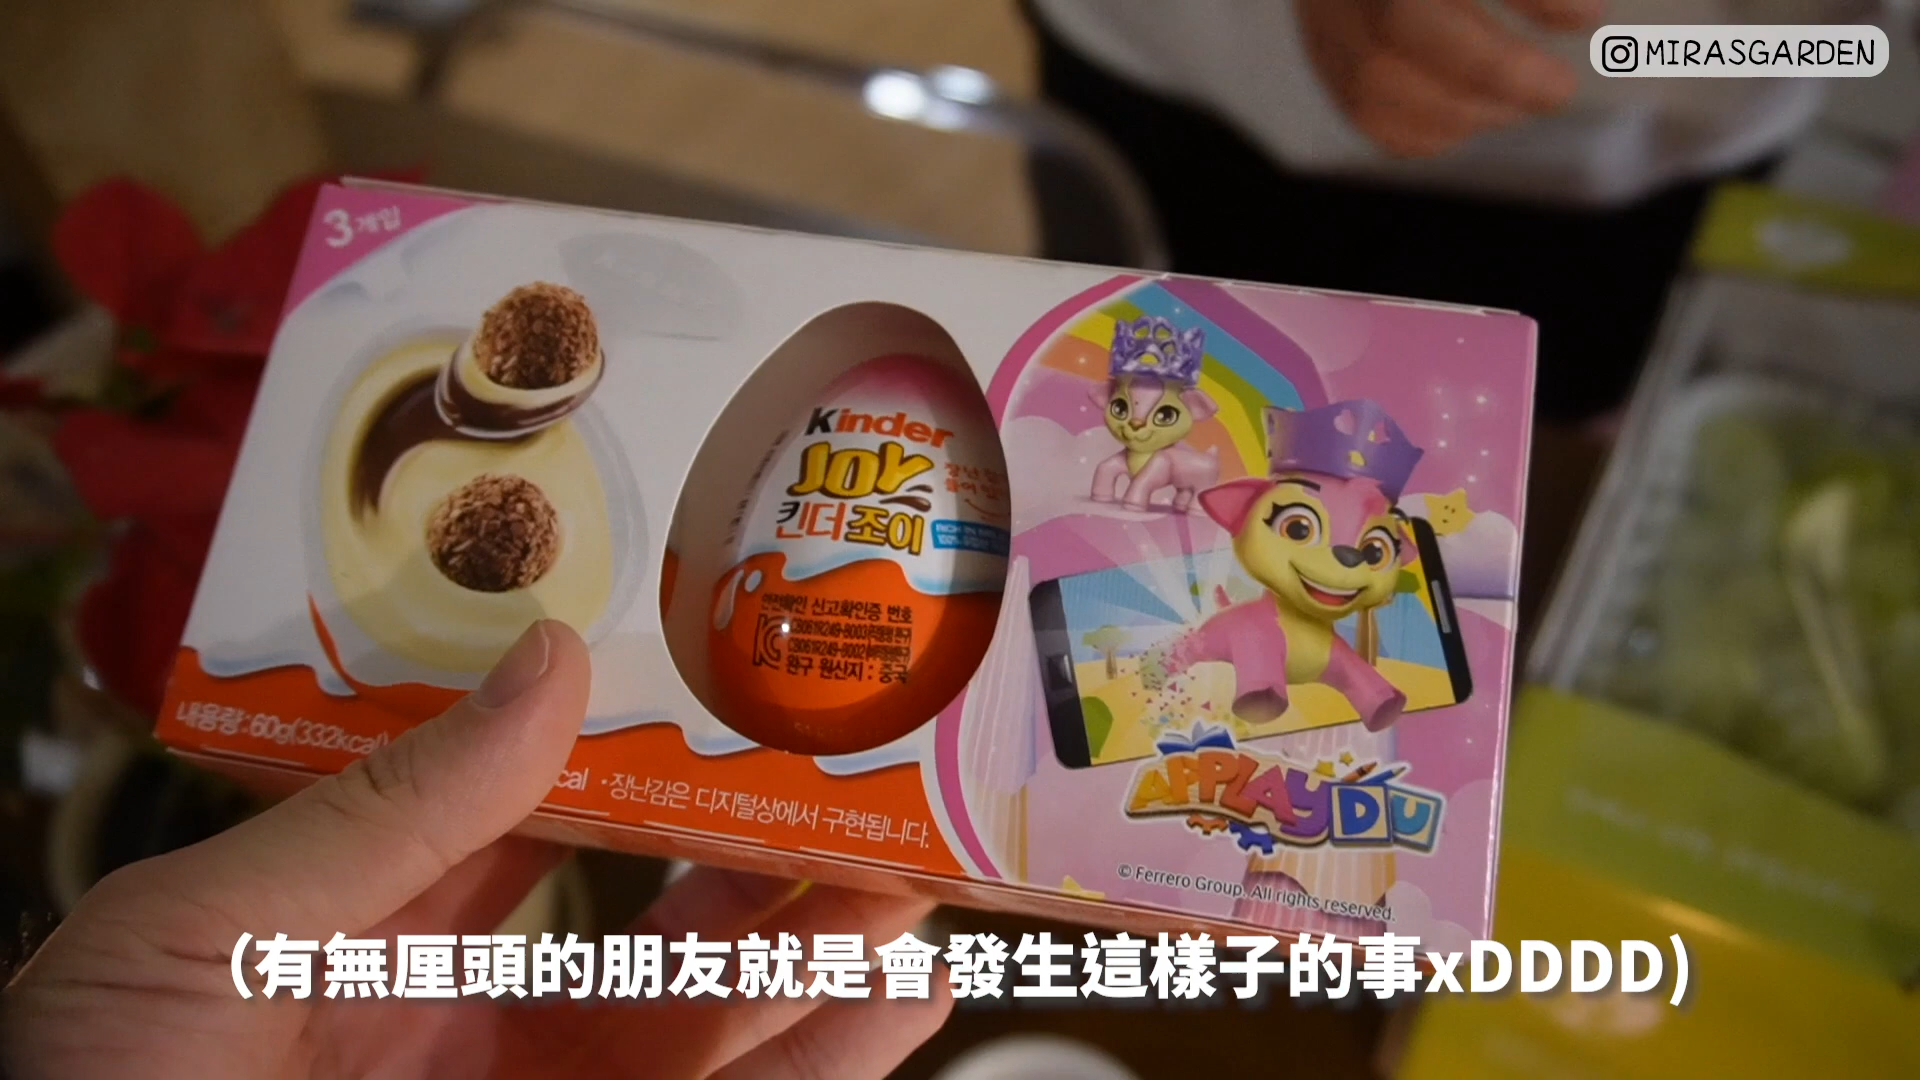 MIRASGARDEN
3개입
Kinder
JOY
킨더조이
안전확인 신고확인증 번호
완구 원산지 : 중국
내용량 : 60g(332kcal)
·장난감은 디지털상에서 구현됩니다.
APPLAYDU
© Ferrero Group. All rights reserved.
(有無厘頭的朋友就是會發生這樣子的事xDDDD)